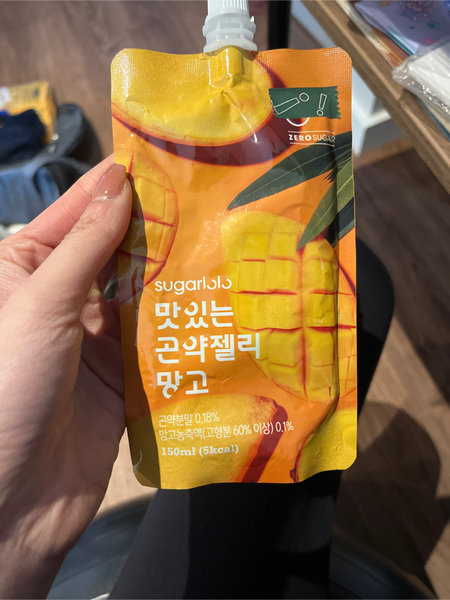 ZERO SUGAR
sugarlolo
맛있는
곤약젤리
망고
곤약분말 0.18%
망고농축액(고형분 60% 이상) 0.1%
150ml (5kcal)